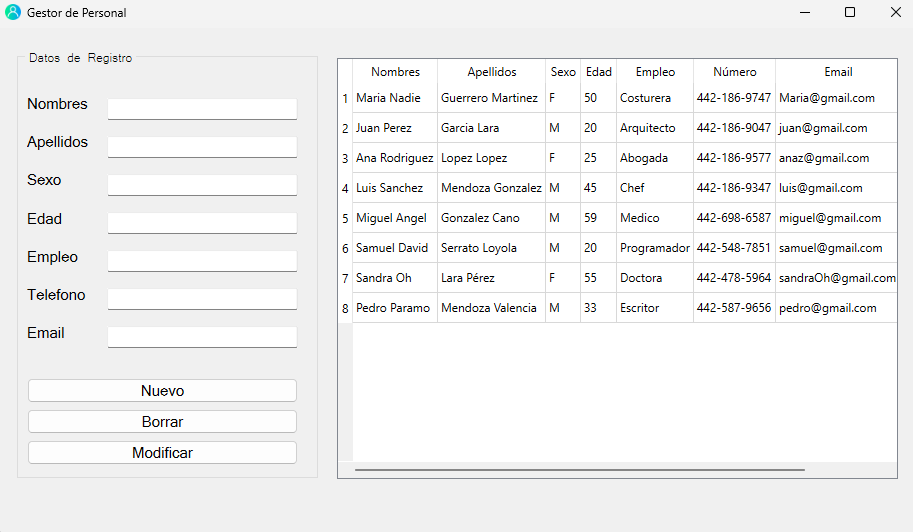 Gestor de Personal
Datos de Registro
Nombres
Apellidos
Sexo
Edad
Empleo
Telefono
Email
Nuevo
Borrar
Modificar
Nombres Apellidos Sexo Edad Empleo Número Email
1 Maria Nadie Guerrero Martinez F 50 Costurera 442-186-9747 Maria@gmail.com
2 Juan Perez Garcia Lara M 20 Arquitecto 442-186-9047 juan@gmail.com
3 Ana Rodriguez Lopez Lopez F 25 Abogada 442-186-9577 anaz@gmail.com
4 Luis Sanchez Mendoza Gonzalez M 45 Chef 442-186-9347 luis@gmail.com
5 Miguel Angel Gonzalez Cano M 59 Medico 442-698-6587 miguel@gmail.com
6 Samuel David Serrato Loyola M 20 Programador 442-548-7851 samuel@gmail.com
7 Sandra Oh Lara Pérez F 55 Doctora 442-478-5964 sandraOh@gmail.com
8 Pedro Paramo Mendoza Valencia M 33 Escritor 442-587-9656 pedro@gmail.com